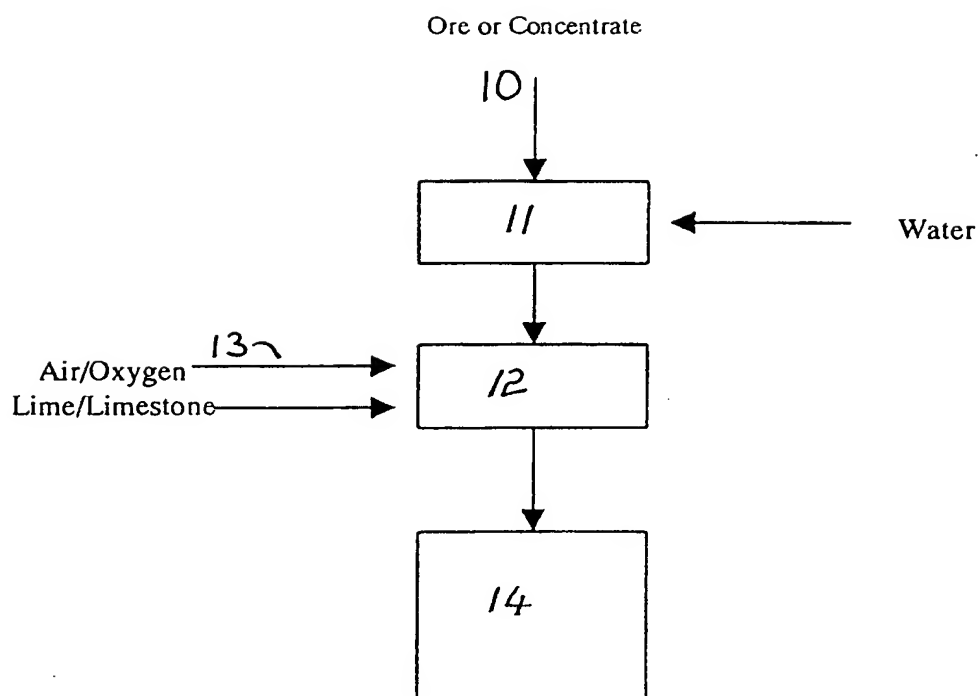 Ore or Concentrate
10
11
Water
13
Air/Oxygen
12
Lime/Limestone
14